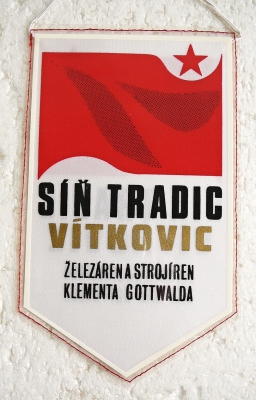 SÍŇ TRADIC
VÍTKOVIC
ŽELEZÁREN A STROJÍREN
KLEMENTA GOTTWALDA